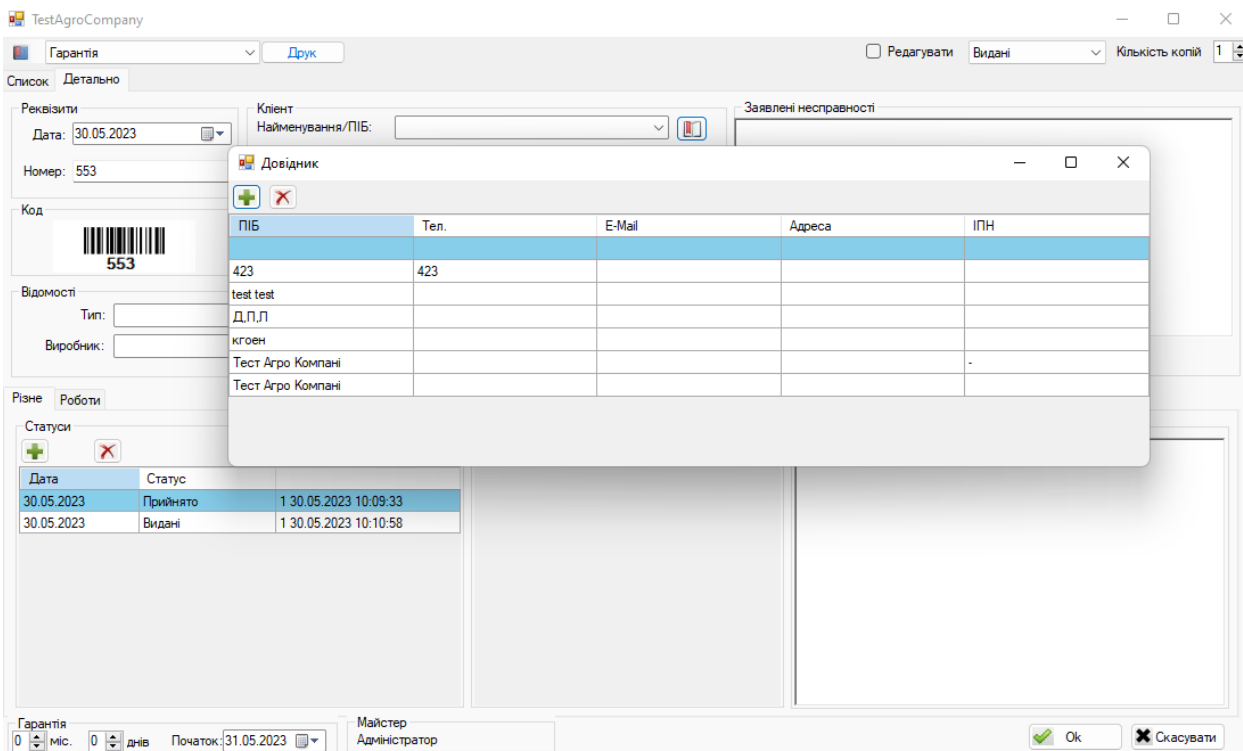 TestAgroCompany
Гарантія Друк Редагувати Видані Кількість копій 1
Список Детально
Реквізити Клієнт Заявлені несправності
Дата: 30.05.2023 Найменування/ПІБ:
Номер: 553
Код
553
Відомості
Тип:
Виробник:
Довідник
ПІБ Тел. E-Mail Адреса ІПН
423 423
test test
Д,П,Л
кгоен
Тест Агро Компані -
Тест Агро Компані
Різне Роботи
Статуси
Дата Статус
30.05.2023 Прийнято 1 30.05.2023 10:09:33
30.05.2023 Видані 1 30.05.2023 10:10:58
Гарантія Майстер
0 міс. 0 днів Початок: 31.05.2023 Адміністратор Ok Скасувати